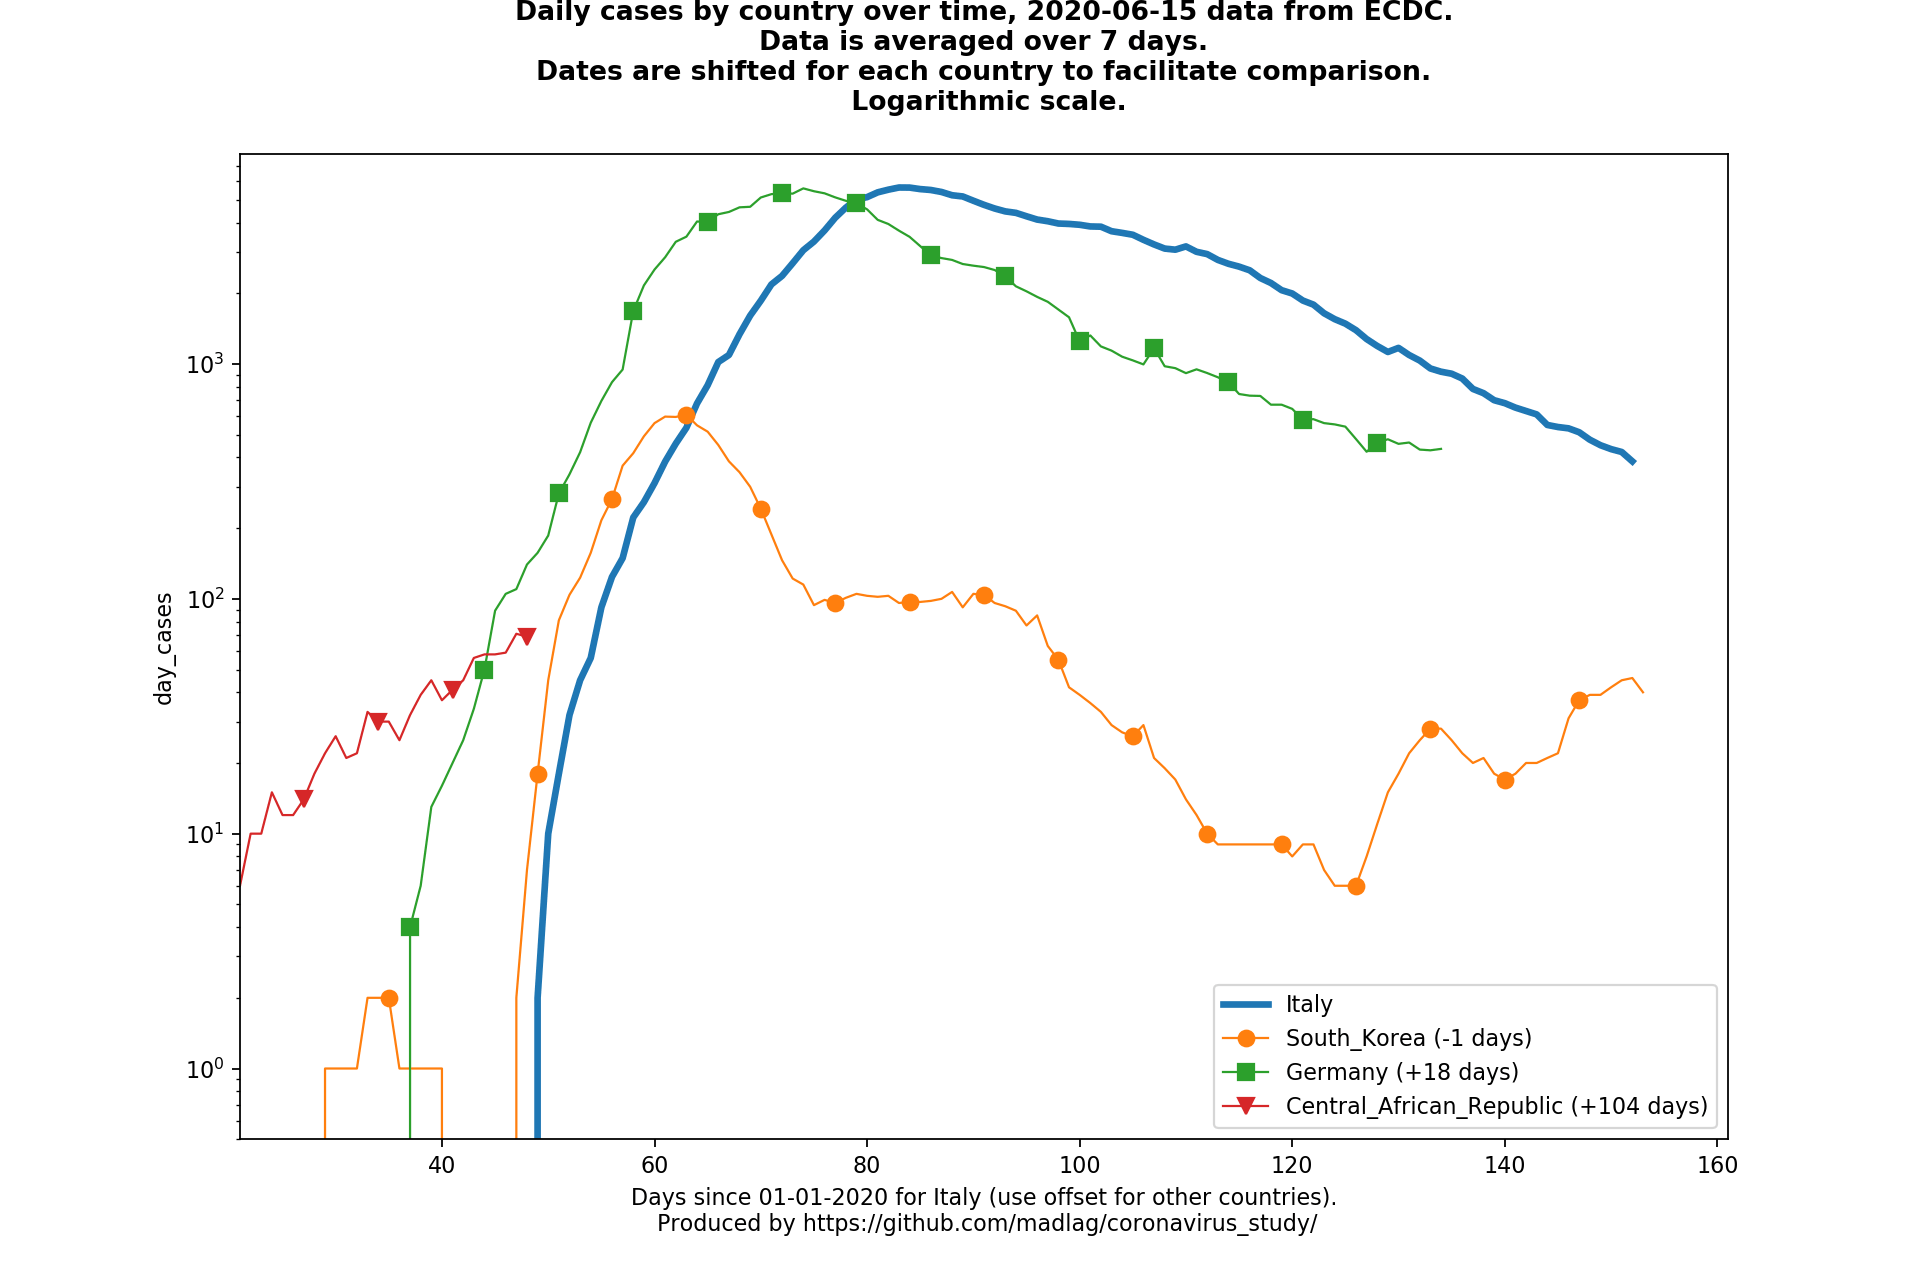 Daily cases by country over time, 2020-06-15 data from ECDC.
Data is averaged over 7 days.
Dates are shifted for each country to facilitate comparison.
Logarithmic scale.
day_cases
10^3
10^2
10^1
10^0
40 60 80 100 120 140 160
Italy
South_Korea (-1 days)
Germany (+18 days)
Central_African_Republic (+104 days)
Days since 01-01-2020 for Italy (use offset for other countries).
Produced by https://github.com/madlag/coronavirus_study/